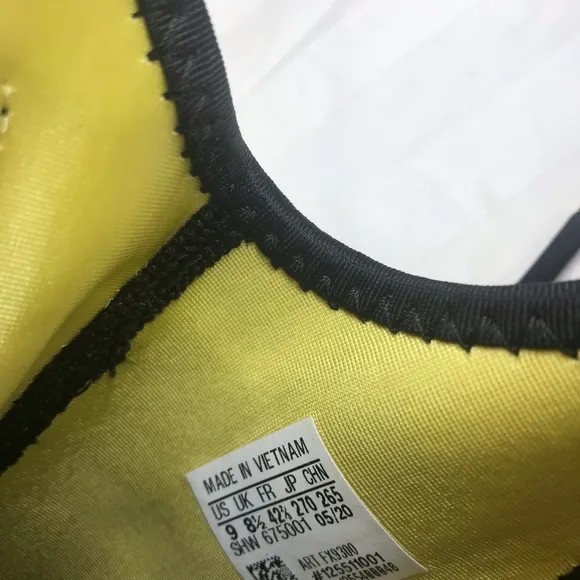 MADE IN VIETNAM
US UK FR JP CHN
9 8½ 42⅔ 270 265
SHW 675001 05/20
ART FX9300
#125511001